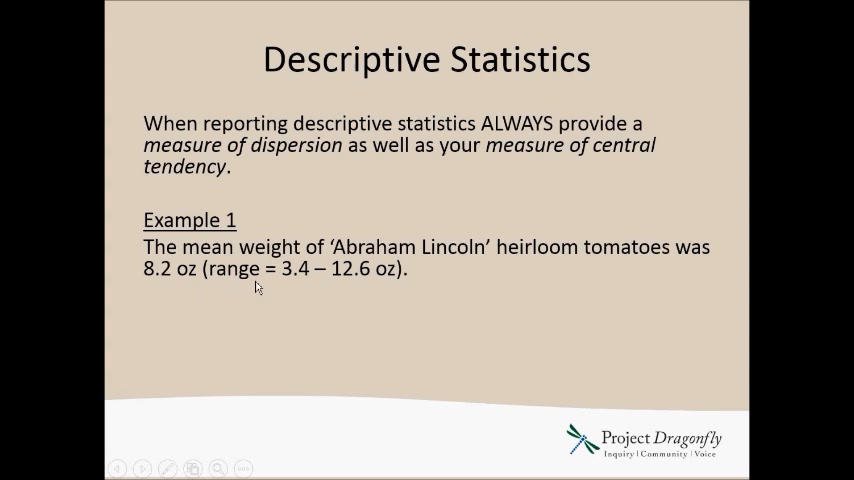 Descriptive Statistics
When reporting descriptive statistics ALWAYS provide a
measure of dispersion as well as your measure of central
tendency.
Example 1
The mean weight of ‘Abraham Lincoln’ heirloom tomatoes was
8.2 oz (range = 3.4 – 12.6 oz).
Project Dragonfly
Inquiry | Community | Voice